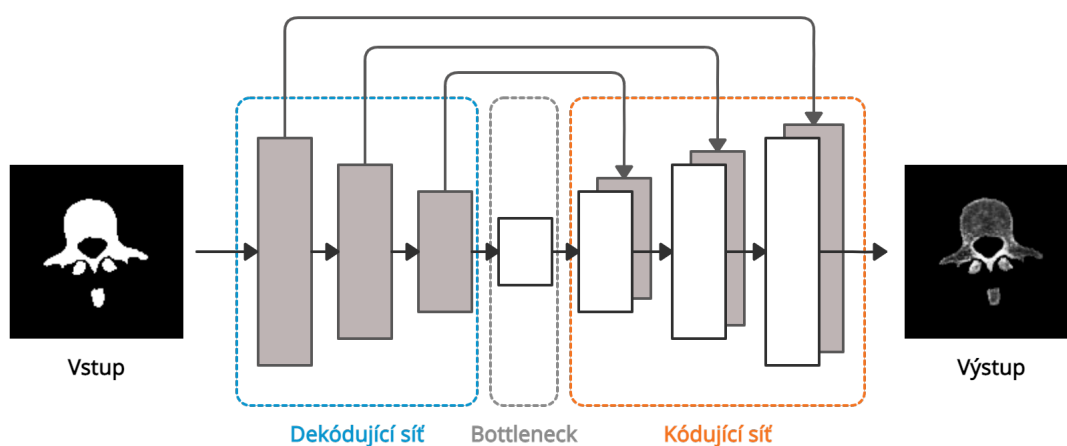 Vstup
Výstup
Dekódující síť
Bottleneck
Kódující síť